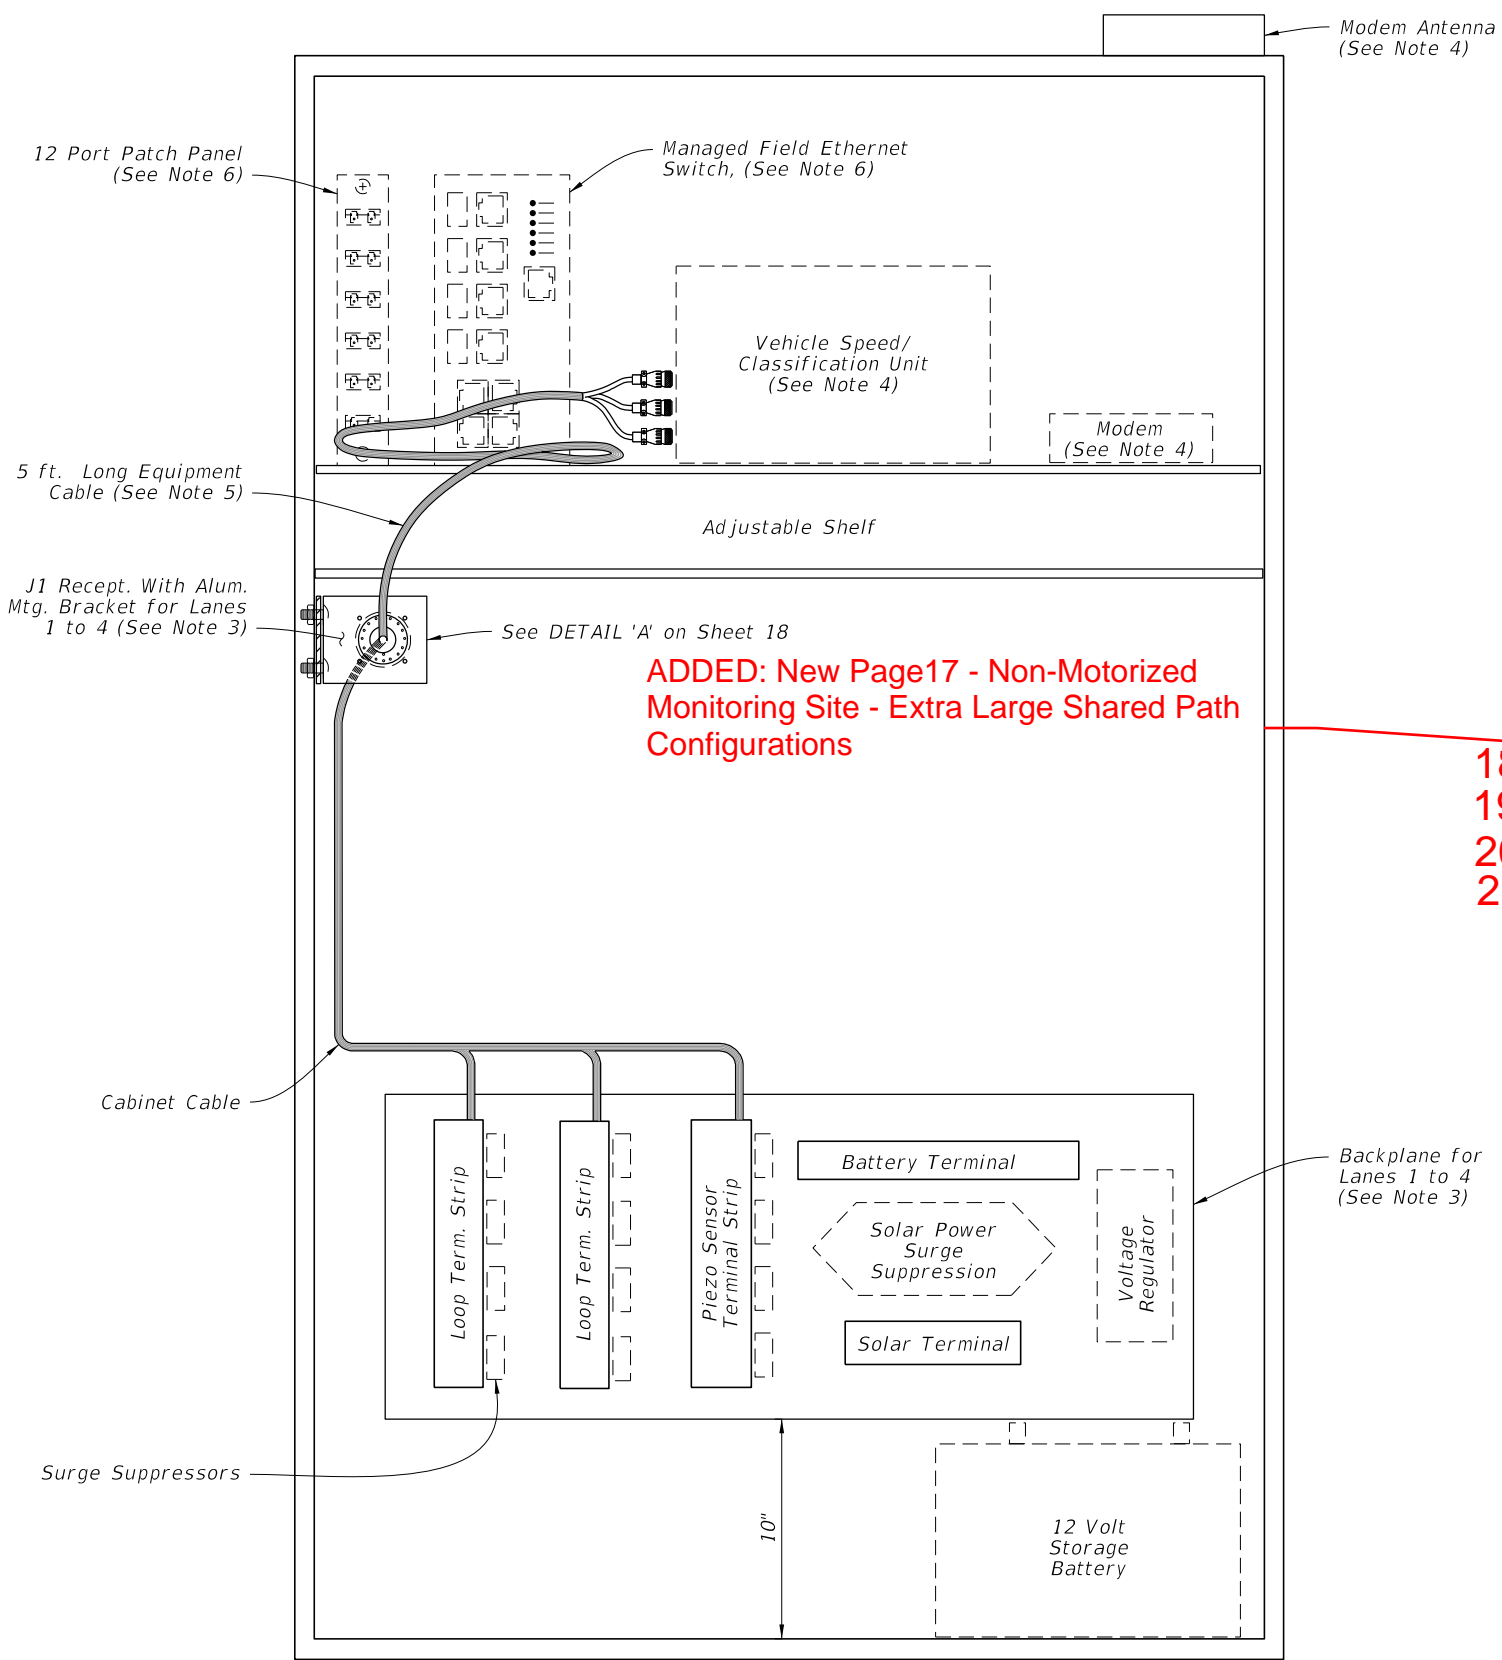 Modem Antenna
(See Note 4)
12 Port Patch Panel
(See Note 6)
Managed Field Ethernet
Switch, (See Note 6)
Vehicle Speed/
Classification Unit
(See Note 4)
Modem
(See Note 4)
5 ft. Long Equipment
Cable (See Note 5)
Adjustable Shelf
J1 Recept. With Alum.
Mtg. Bracket for Lanes
1 to 4 (See Note 3)
See DETAIL 'A' on Sheet 18
ADDED: New Page17 - Non-Motorized
Monitoring Site - Extra Large Shared Path
Configurations
18
19
Cabinet Cable
Loop Term. Strip
Loop Term. Strip
Piezo Sensor
Terminal Strip
Battery Terminal
Solar Power
Surge
Suppression
Solar Terminal
Voltage
Regulator
Backplane for
Lanes 1 to 4
(See Note 3)
Surge Suppressors
10"
12 Volt
Storage
Battery